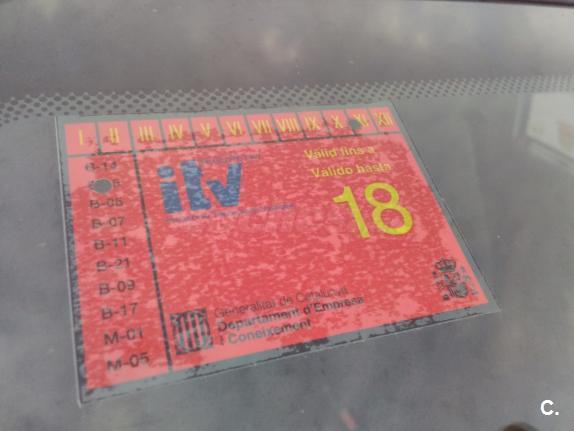 I II III IV V VI VII VIII IX X XI XII
B-13
B-05
B-07
B-11
B-21
B-09
B-17
M-01
M-05
itv
Vàlid fins a
Válido hasta
18
Generalitat de Catalunya
Departament d'Empresa
i Coneixement
C.